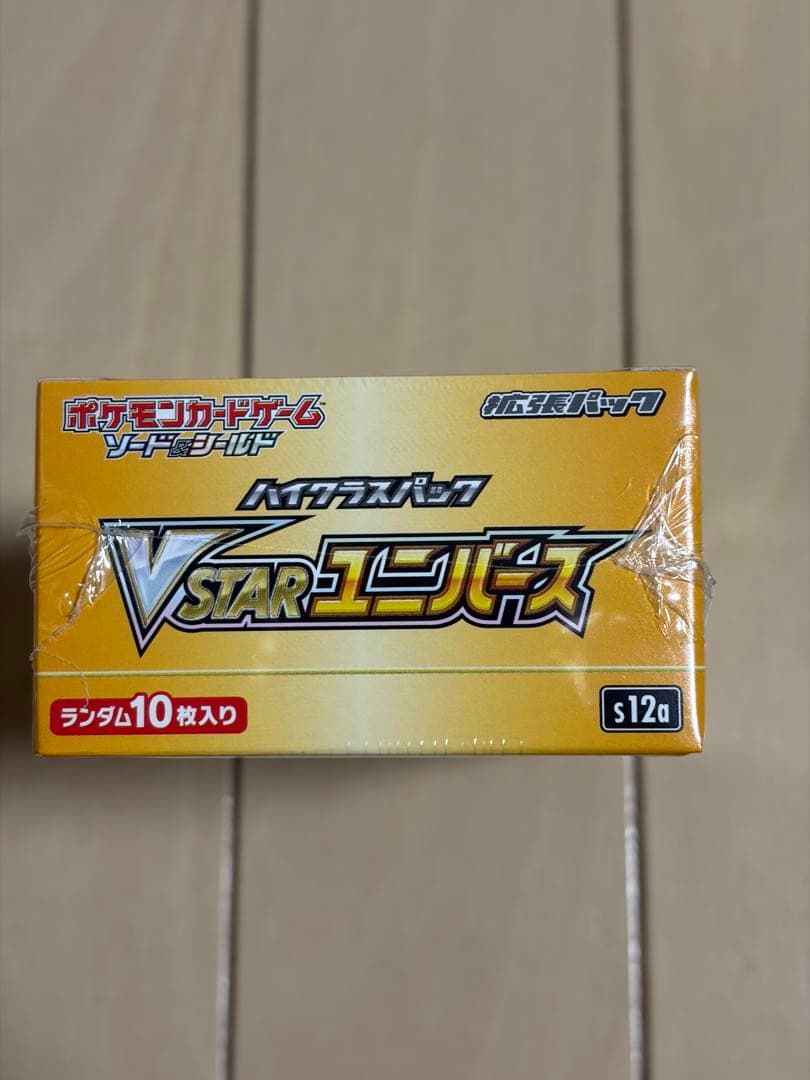 ポケモンカードゲーム
ソード&シールド
拡張パック
ハイクラスパック
VSTARユニバース
ランダム10枚入り
s12a